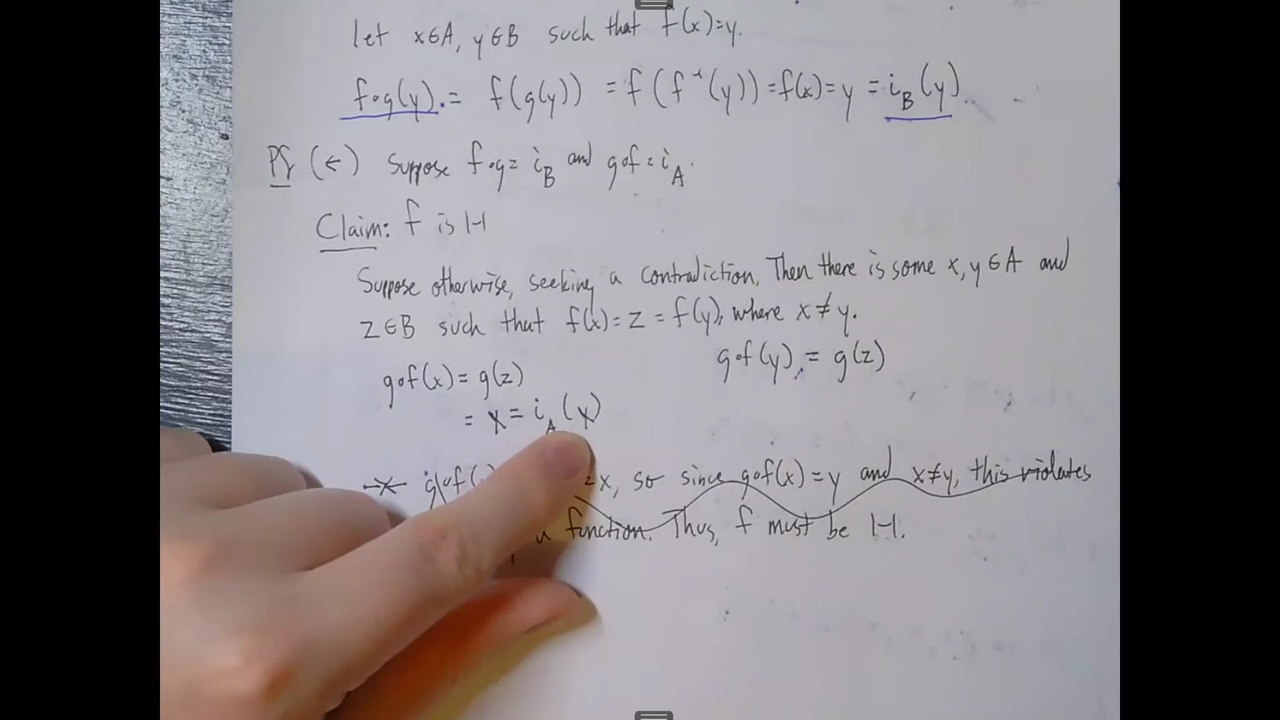 let x∈A, y∈B such that f(x)=y.
f∘g(y). = f(g(y)) = f(f⁻¹(y)) = f(x) = y = i_B(y).
Pf (←) Suppose f∘g = i_B and g∘f = i_A.
Claim: f is 1-1
Suppose otherwise, seeking a contradiction. Then there is some x, y ∈ A and
z∈B such that f(x) = z = f(y), where x ≠ y.
g∘f(x) = g(z)
g∘f(y) = g(z)
= x = i_A(x)
g∘f( =x, so since g∘f(x)=y and x≠y, this violates
a function. Thus, f must be 1-1.